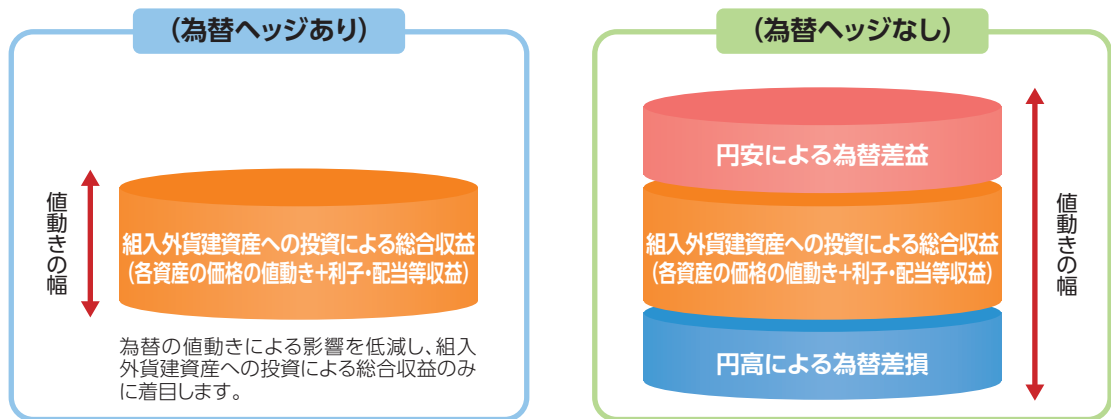 (為替ヘッジあり)
値動きの幅
組入外貨建資産への投資による総合収益
(各資産の価格の値動き+利子・配当等収益)
為替の値動きによる影響を低減し、組入
外貨建資産への投資による総合収益のみ
に着目します。
(為替ヘッジなし)
円安による為替差益
組入外貨建資産への投資による総合収益
(各資産の価格の値動き+利子・配当等収益)
円高による為替差損
値動きの幅